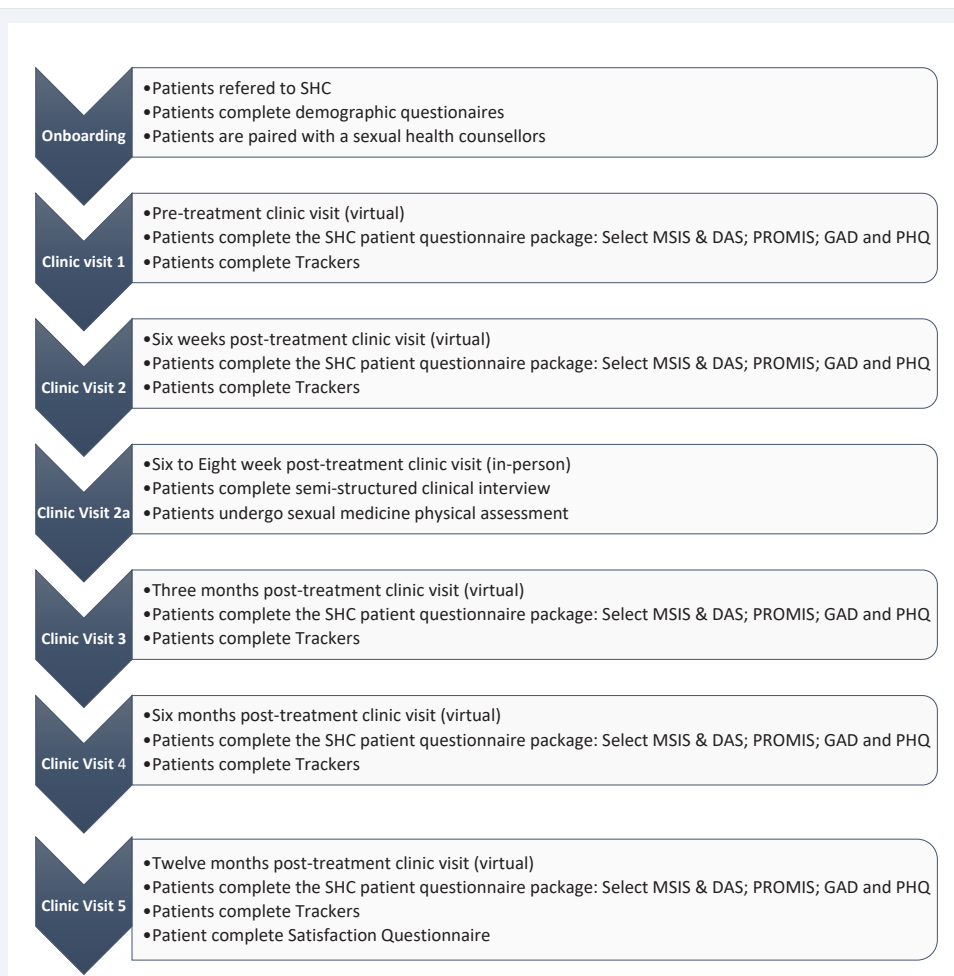 Onboarding
•Patients refered to SHC
•Patients complete demographic questionaires
•Patients are paired with a sexual health counsellors
Clinic visit 1
•Pre-treatment clinic visit (virtual)
•Patients complete the SHC patient questionnaire package: Select MSIS & DAS; PROMIS; GAD and PHQ
•Patients complete Trackers
Clinic Visit 2
•Six weeks post-treatment clinic visit (virtual)
•Patients complete the SHC patient questionnaire package: Select MSIS & DAS; PROMIS; GAD and PHQ
•Patients complete Trackers
Clinic Visit 2a
•Six to Eight week post-treatment clinic visit (in-person)
•Patients complete semi-structured clinical interview
•Patients undergo sexual medicine physical assessment
Clinic Visit 3
•Three months post-treatment clinic visit (virtual)
•Patients complete the SHC patient questionnaire package: Select MSIS & DAS; PROMIS; GAD and PHQ
•Patients complete Trackers
Clinic Visit 4
•Six months post-treatment clinic visit (virtual)
•Patients complete the SHC patient questionnaire package: Select MSIS & DAS; PROMIS; GAD and PHQ
•Patients complete Trackers
Clinic Visit 5
•Twelve months post-treatment clinic visit (virtual)
•Patients complete the SHC patient questionnaire package: Select MSIS & DAS; PROMIS; GAD and PHQ
•Patients complete Trackers
•Patient complete Satisfaction Questionnaire